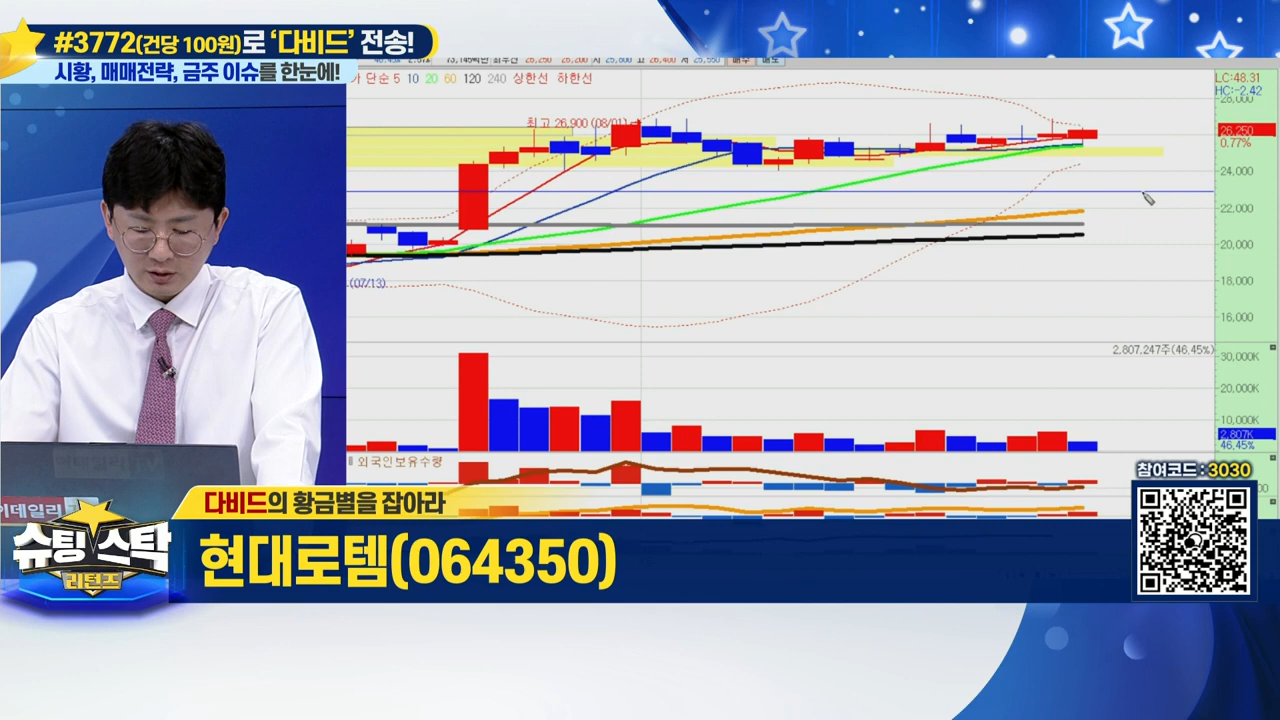 #3772(건당 100원)로 '다비드' 전송!
시황, 매매전략, 금주 이슈를 한눈에!
단순 5 10 20 60 120 240 상한선 하한선
LC:48.31
HC:-2.42
28,000
최고 26,900 (08/01)
26,250
0.77%
24,000
22,000
20,000
18,000
16,000
(07/13)
2,807,247주(46.45%)
30,000K
20,000K
10,000K
2,807K
46.45%
외국인보유수량
참여코드 : 3030
이데일리
슈팅스탁
리턴즈
다비드의 황금별을 잡아라
현대로템(064350)